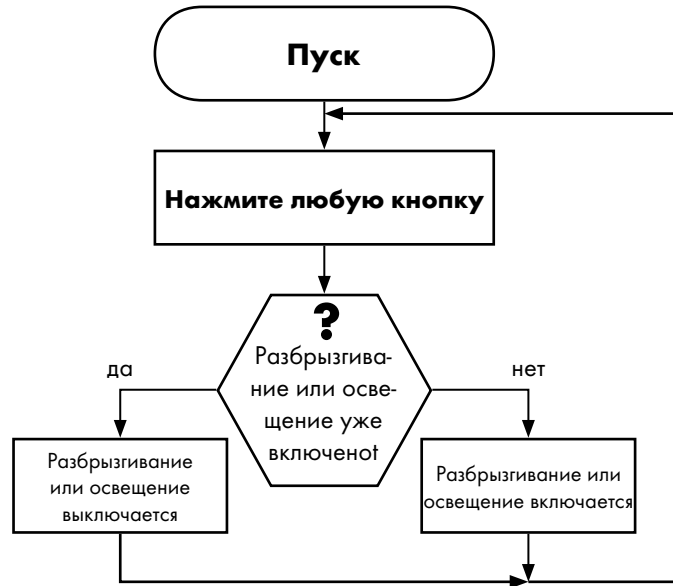 Пуск
Нажмите любую кнопку
?
Разбрызгива-
ние или осве-
щение уже
включеноt
да
нет
Разбрызгивание
или освещение
выключается
Разбрызгивание или
освещение включается